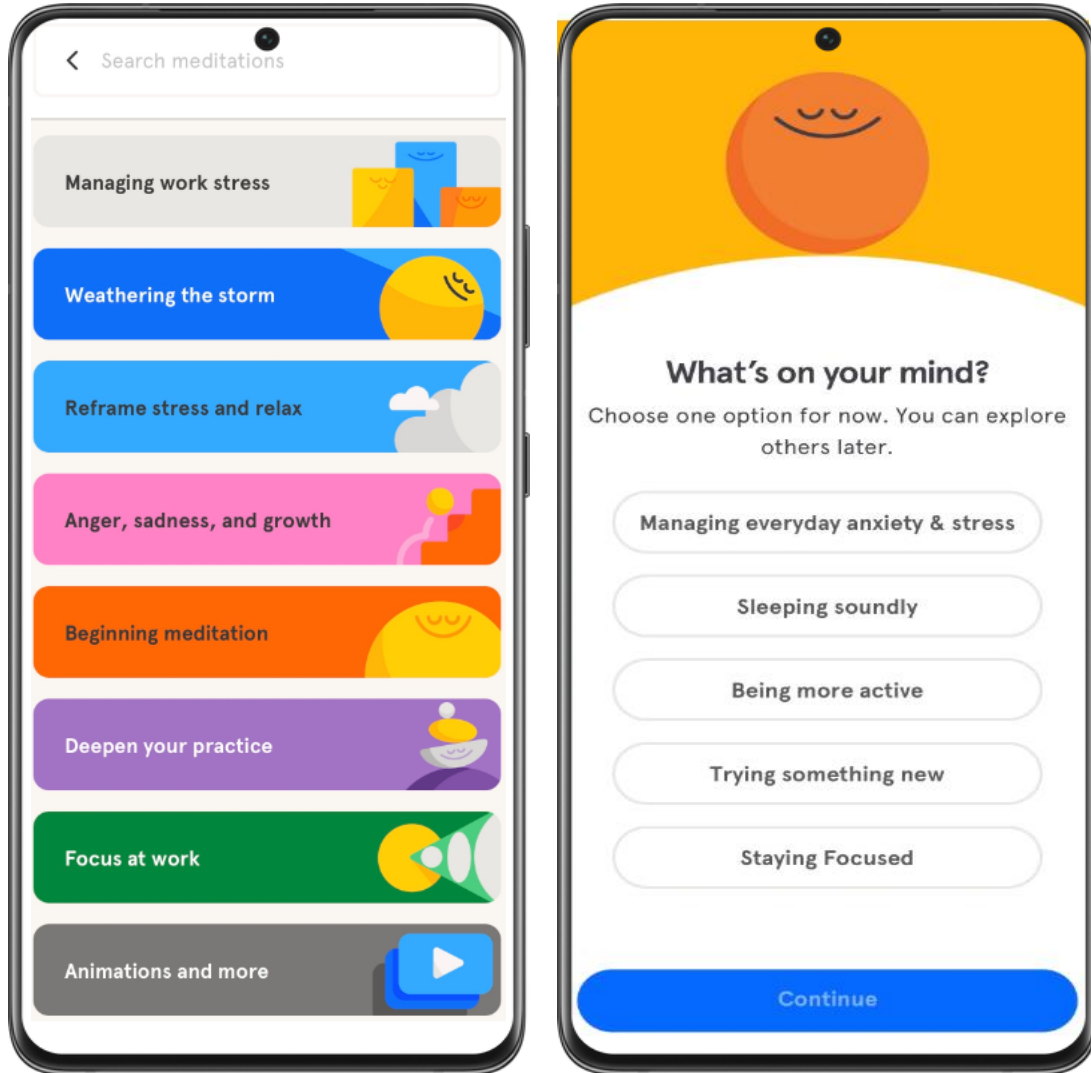 Search meditations
Managing work stress
Weathering the storm
Reframe stress and relax
Anger, sadness, and growth
Beginning meditation
Deepen your practice
Focus at work
Animations and more
What's on your mind?
Choose one option for now. You can explore
others later.
Managing everyday anxiety & stress
Sleeping soundly
Being more active
Trying something new
Staying Focused
Continue